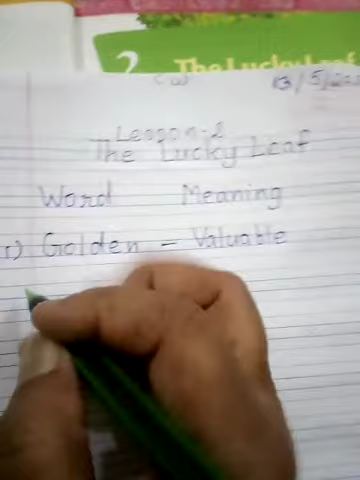 2 The Lucky Leaf
Lesson-2
The Lucky Leaf
Word Meaning
1) Golden - Valuable